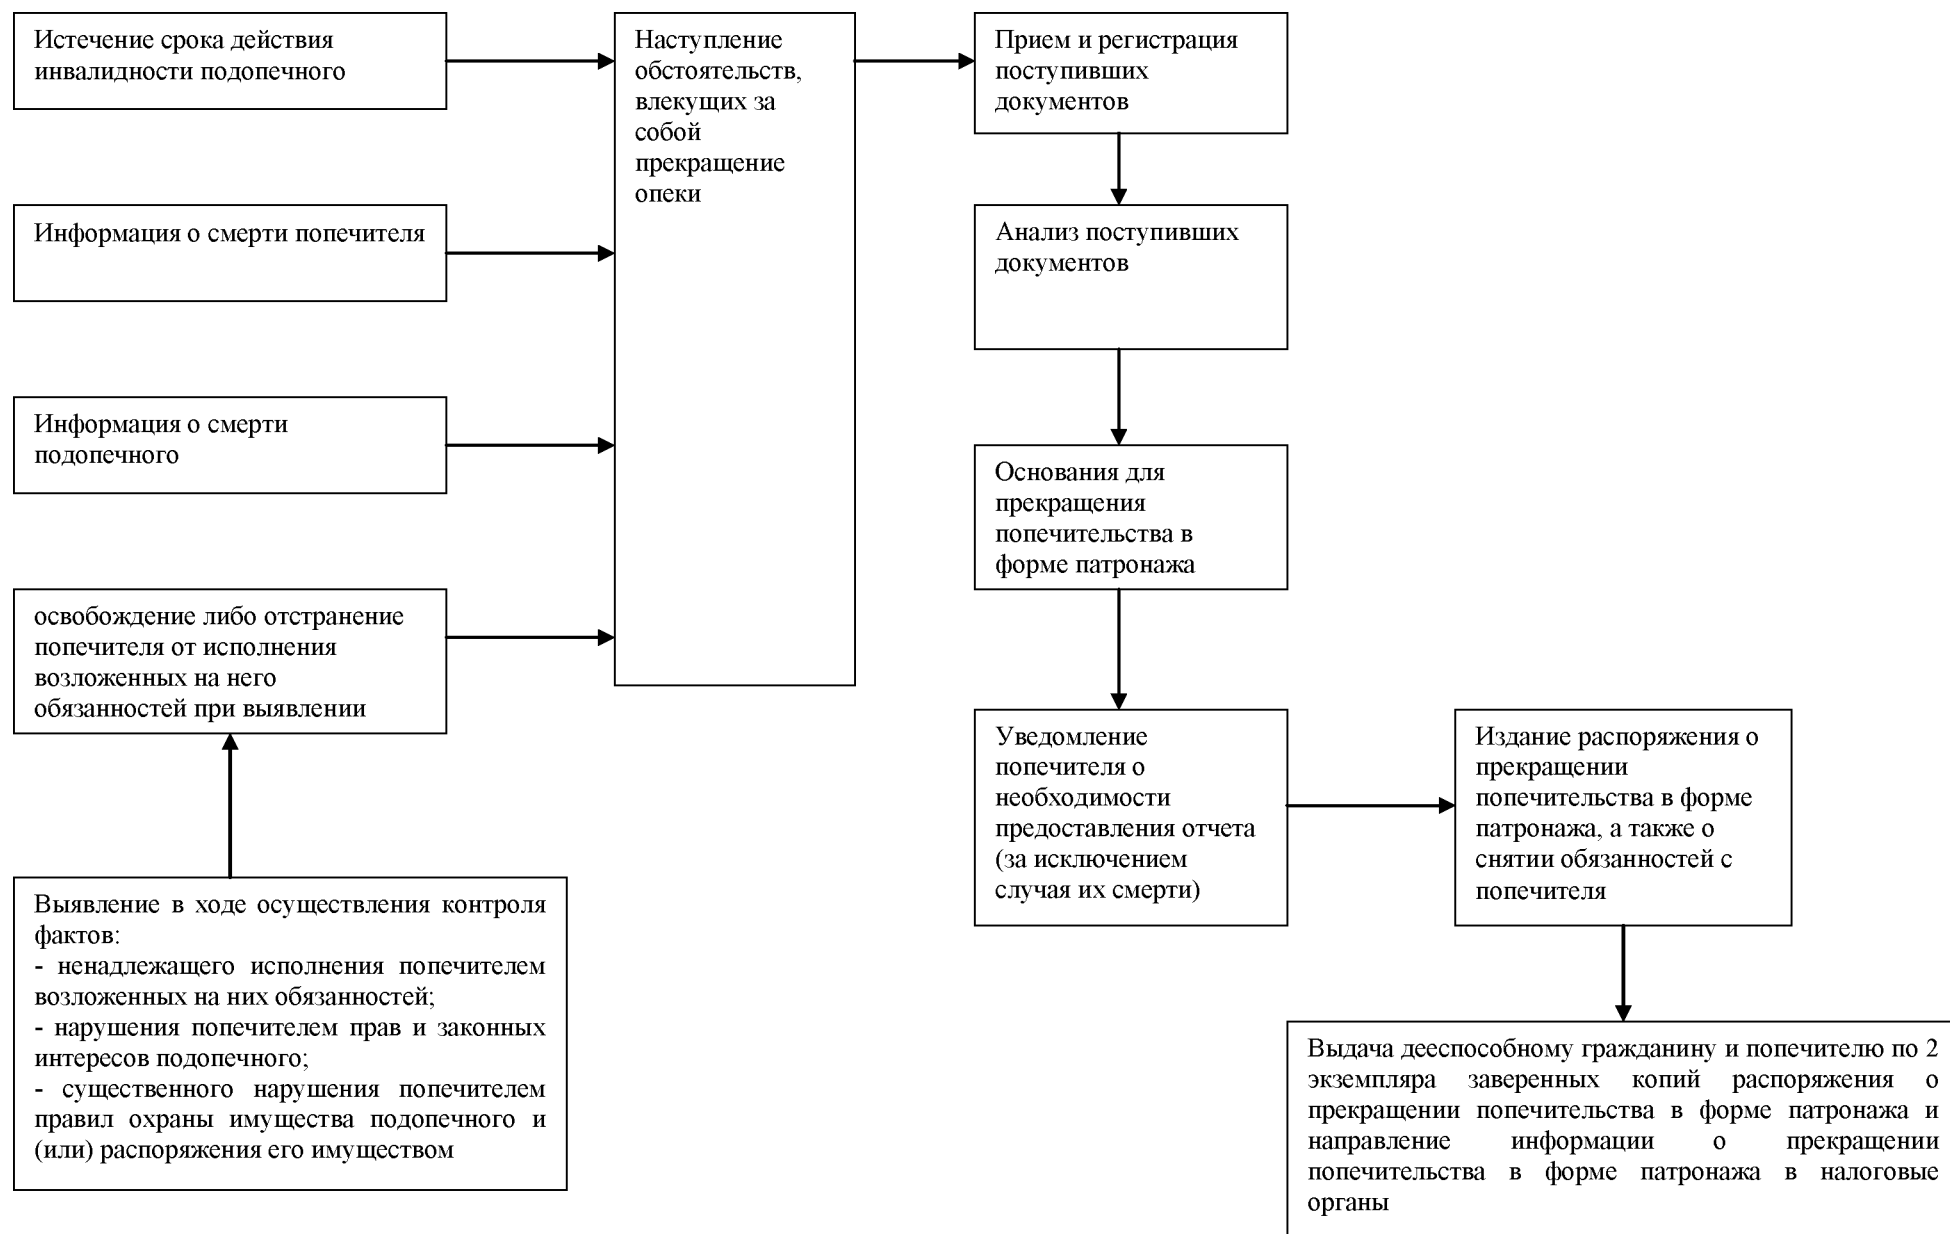 Истечение срока действия
инвалидности подопечного
Информация о смерти попечителя
Информация о смерти
подопечного
освобождение либо отстранение
попечителя от исполнения
возложенных на него
обязанностей при выявлении
Выявление в ходе осуществления контроля
фактов:
- ненадлежащего исполнения попечителем
возложенных на них обязанностей;
- нарушения попечителем прав и законных
интересов подопечного;
- существенного нарушения попечителем
правил охраны имущества подопечного и
(или) распоряжения его имуществом
Наступление
обстоятельств,
влекущих за
собой
прекращение
опеки
Прием и регистрация
поступивших
документов
Анализ поступивших
документов
Основания для
прекращения
попечительства в
форме патронажа
Уведомление
попечителя о
необходимости
предоставления отчета
(за исключением
случая их смерти)
Издание распоряжения о
прекращении
попечительства в форме
патронажа, а также о
снятии обязанностей с
попечителя
Выдача дееспособному гражданину и попечителю по 2
экземпляра заверенных копий распоряжения о
прекращении попечительства в форме патронажа и
направление информации о прекращении
попечительства в форме патронажа в налоговые
органы